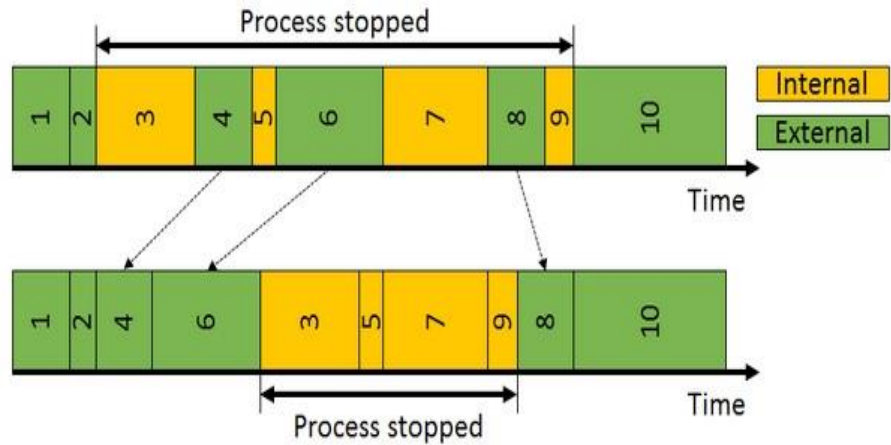 Process stopped
1 2 3 4 5 6 7 8 9 10
Internal
External
Time
1 2 4 6 3 5 7 9 8 10
Process stopped
Time